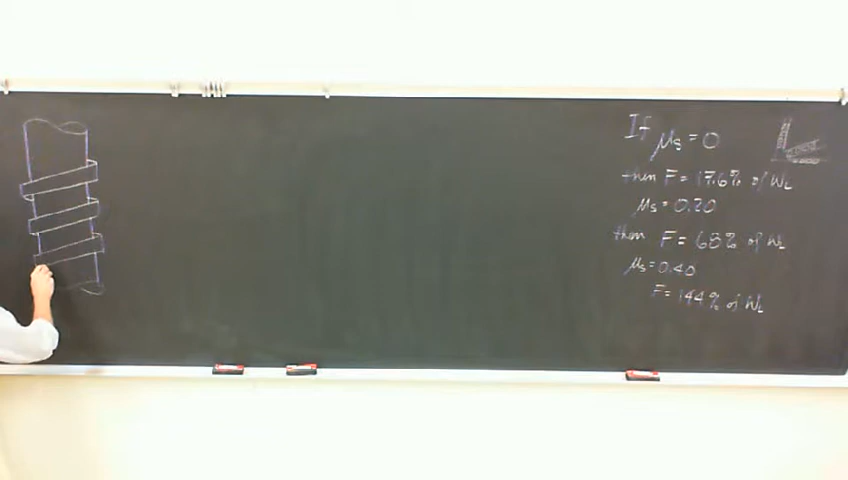 If μs = 0
then F = 17.6% of WL
μs = 0.20
then F = 68% of WL
μs = 0.40
F = 144% of WL